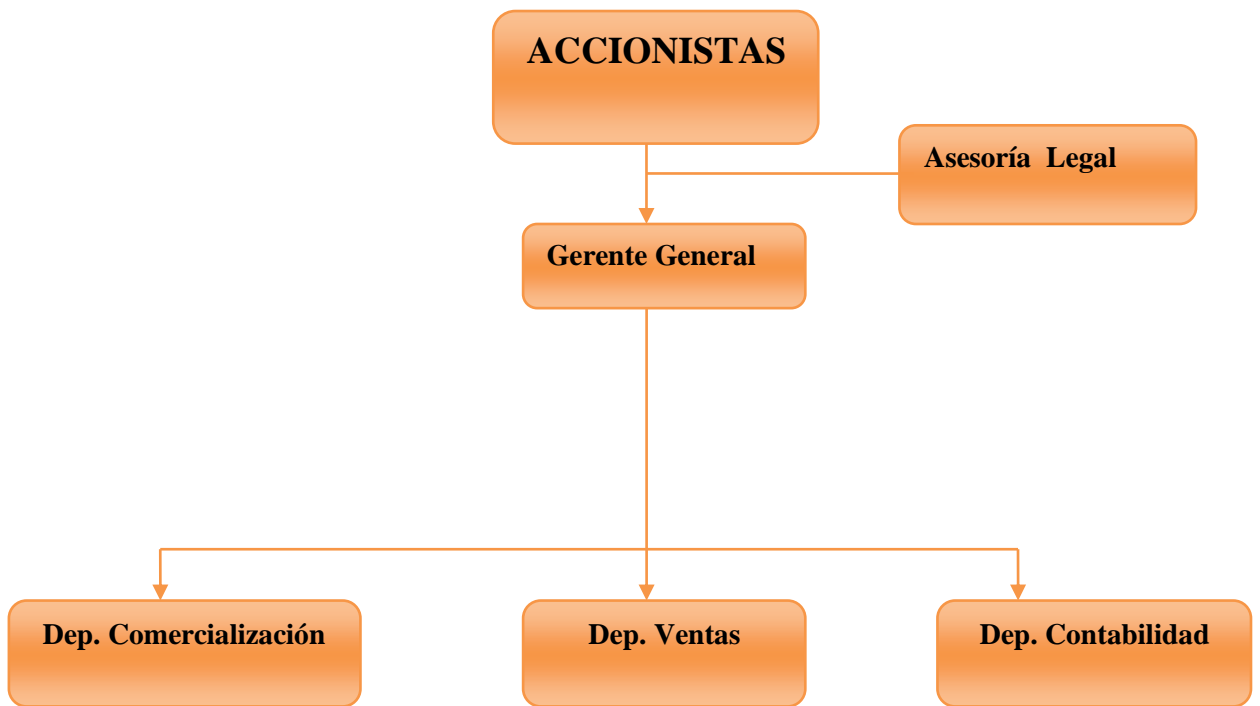 ACCIONISTAS
Asesoría Legal
Gerente General
Dep. Comercialización
Dep. Ventas
Dep. Contabilidad